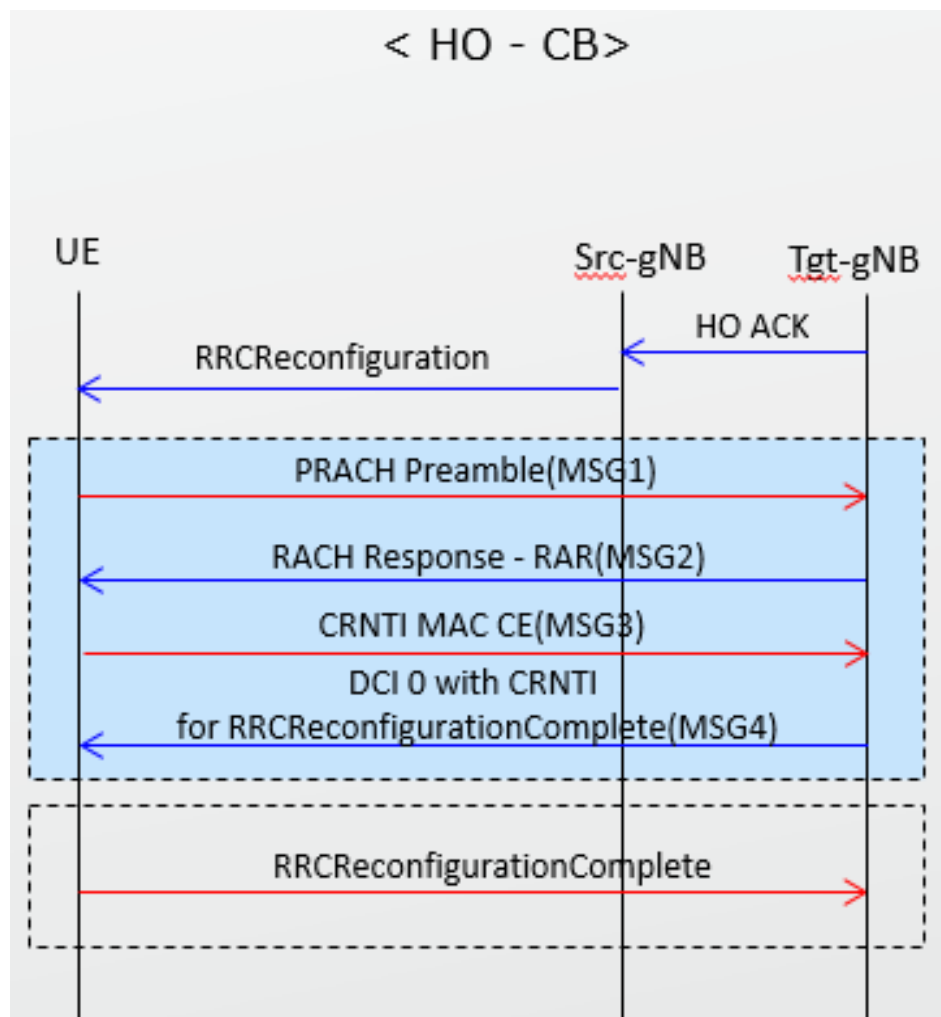 < HO - CB>
UE
Src-gNB
Tgt-gNB
HO ACK
RRCReconfiguration
PRACH Preamble(MSG1)
RACH Response - RAR(MSG2)
CRNTI MAC CE(MSG3)
DCI 0 with CRNTI
for RRCReconfigurationComplete(MSG4)
RRCReconfigurationComplete